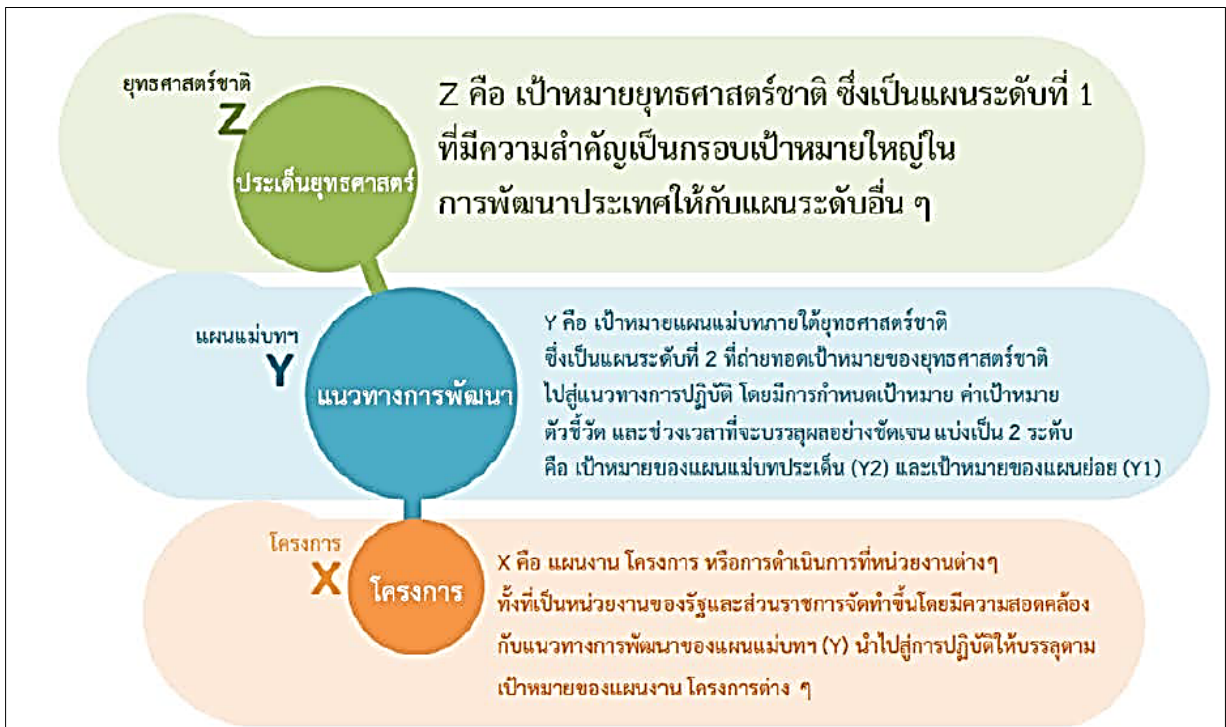 ยุทธศาสตร์ชาติ
Z
ประเด็นยุทธศาสตร์
Z คือ เป้าหมายยุทธศาสตร์ชาติ ซึ่งเป็นแผนระดับที่ 1
ที่มีความสำคัญเป็นกรอบเป้าหมายใหญ่ใน
การพัฒนาประเทศให้กับแผนระดับอื่น ๆ
แผนแม่บทฯ
Y
แนวทางการพัฒนา
Y คือ เป้าหมายแผนแม่บทภายใต้ยุทธศาสตร์ชาติ
ซึ่งเป็นแผนระดับที่ 2 ที่ถ่ายทอดเป้าหมายของยุทธศาสตร์ชาติ
ไปสู่แนวทางการปฏิบัติ โดยมีการกำหนดเป้าหมาย ค่าเป้าหมาย
ตัวชี้วัด และช่วงเวลาที่จะบรรลุผลอย่างชัดเจน แบ่งเป็น 2 ระดับ
คือ เป้าหมายของแผนแม่บทประเด็น (Y2) และเป้าหมายของแผนย่อย (Y1)
โครงการ
X
โครงการ
X คือ แผนงาน โครงการ หรือการดำเนินการที่หน่วยงานต่างๆ
ทั้งที่เป็นหน่วยงานของรัฐและส่วนราชการจัดทำขึ้นโดยมีความสอดคล้อง
กับแนวทางการพัฒนาของแผนแม่บทฯ (Y) นำไปสู่การปฏิบัติให้บรรลุตาม
เป้าหมายของแผนงาน โครงการต่าง ๆ